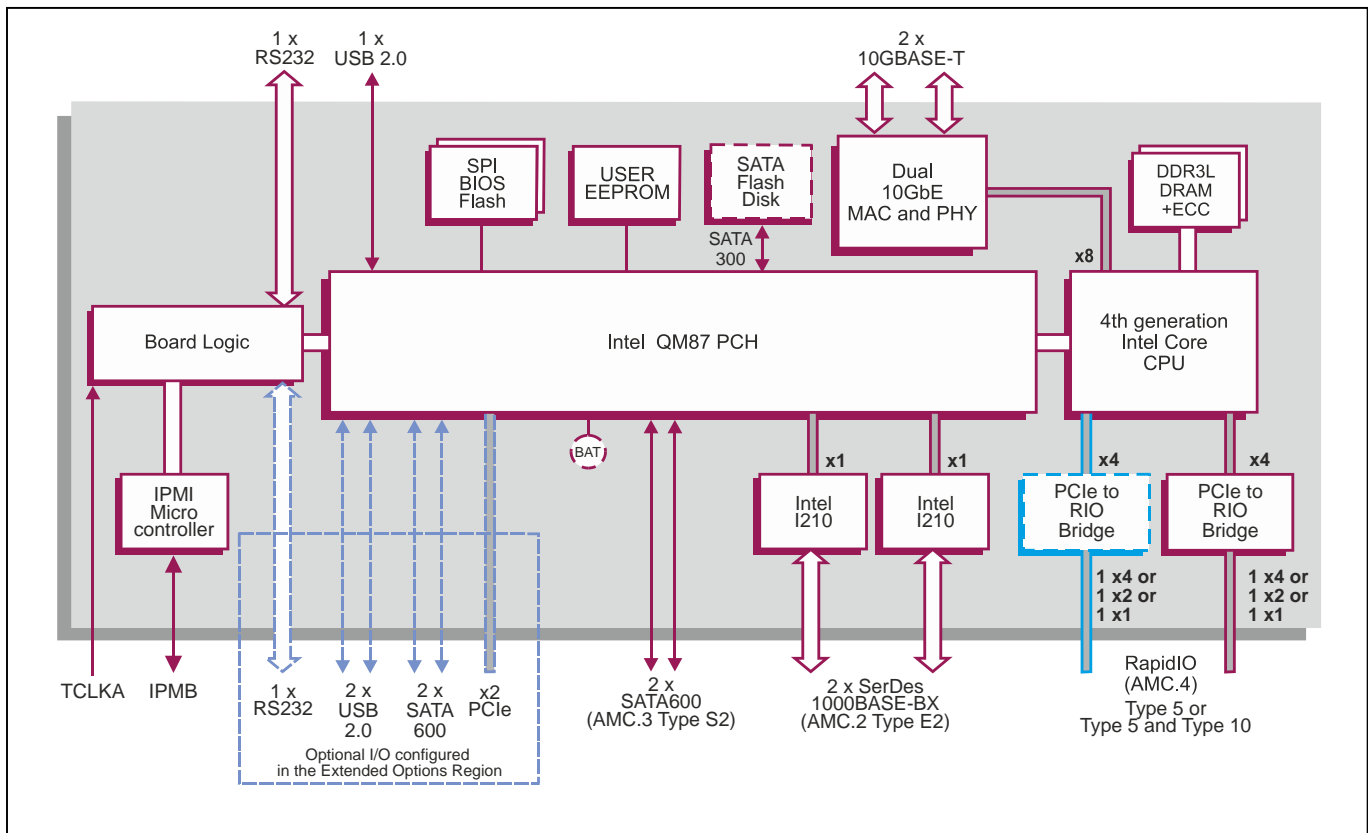 1 x
RS232
1 x
USB 2.0
2 x
10GBASE-T
SPI
BIOS
Flash
USER
EEPROM
SATA
Flash
Disk
SATA
300
Dual
10GbE
MAC and PHY
x8
DDR3L
DRAM
+ECC
Board Logic
Intel QM87 PCH
4th generation
Intel Core
CPU
BAT
x1
x1
x4
x4
IPMI
Micro
controller
Intel
I210
Intel
I210
PCIe to
RIO
Bridge
PCIe to
RIO
Bridge
1 x4 or
1 x2 or
1 x1
1 x4 or
1 x2 or
1 x1
TCLKA
IPMB
1 x
RS232
2 x
USB
2.0
2 x
SATA
600
x2
PCIe
Optional I/O configured
in the Extended Options Region
2 x
SATA600
(AMC.3 Type S2)
2 x SerDes
1000BASE-BX
(AMC.2 Type E2)
RapidIO
(AMC.4)
Type 5 or
Type 5 and Type 10